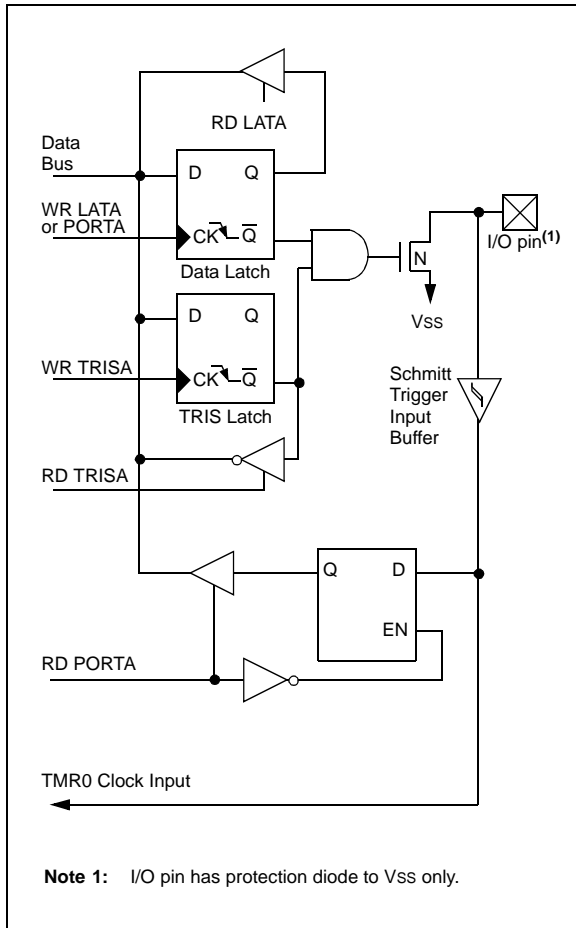 RD LATA
Data
Bus
D Q
WR LATA
or PORTA
CK Q
Data Latch
I/O pin(1)
N
VSS
D Q
WR TRISA
CK Q
TRIS Latch
Schmitt
Trigger
Input
Buffer
RD TRISA
Q D
EN
RD PORTA
TMR0 Clock Input
Note 1: I/O pin has protection diode to VSS only.